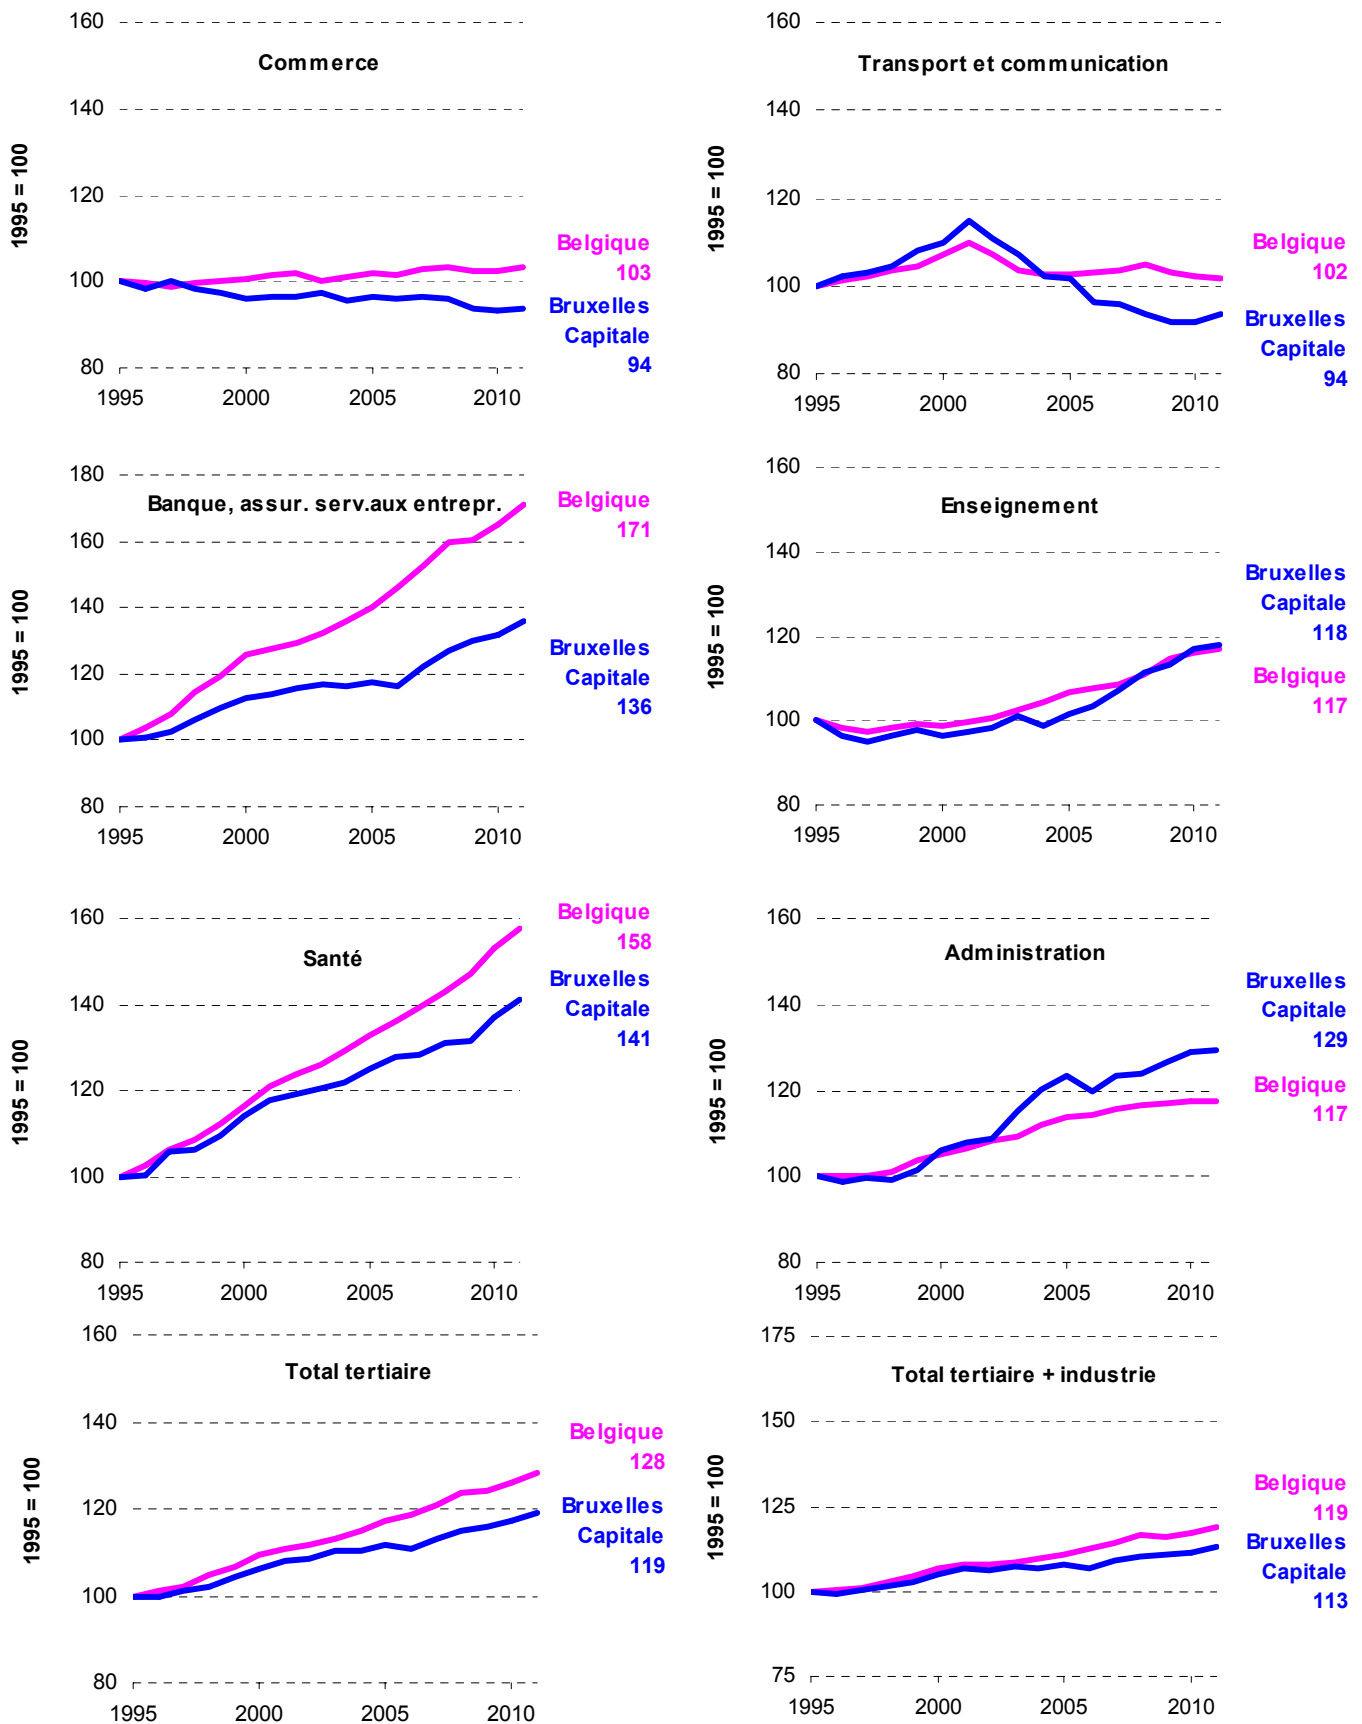 160
Commerce
140
1995 = 100
120
Belgique
103
100
Bruxelles
Capitale
94
80
1995
2000
2005
2010
160
Transport et communication
140
1995 = 100
120
Belgique
102
100
Bruxelles
Capitale
94
80
1995
2000
2005
2010
180
Banque, assur. serv.aux entrepr.
Belgique
171
160
1995 = 100
140
Bruxelles
Capitale
136
120
100
80
1995
2000
2005
2010
160
Enseignement
140
Bruxelles
Capitale
118
1995 = 100
120
Belgique
117
100
80
1995
2000
2005
2010
160
Belgique
158
Santé
140
Bruxelles
Capitale
141
1995 = 100
120
100
80
1995
2000
2005
2010
160
Administration
140
Bruxelles
Capitale
129
1995 = 100
120
Belgique
117
100
80
1995
2000
2005
2010
160
Total tertiaire
140
Belgique
128
1995 = 100
120
Bruxelles
Capitale
119
100
80
1995
2000
2005
2010
175
Total tertiaire + industrie
150
1995 = 100
125
Belgique
119
Bruxelles
Capitale
113
100
75
1995
2000
2005
2010